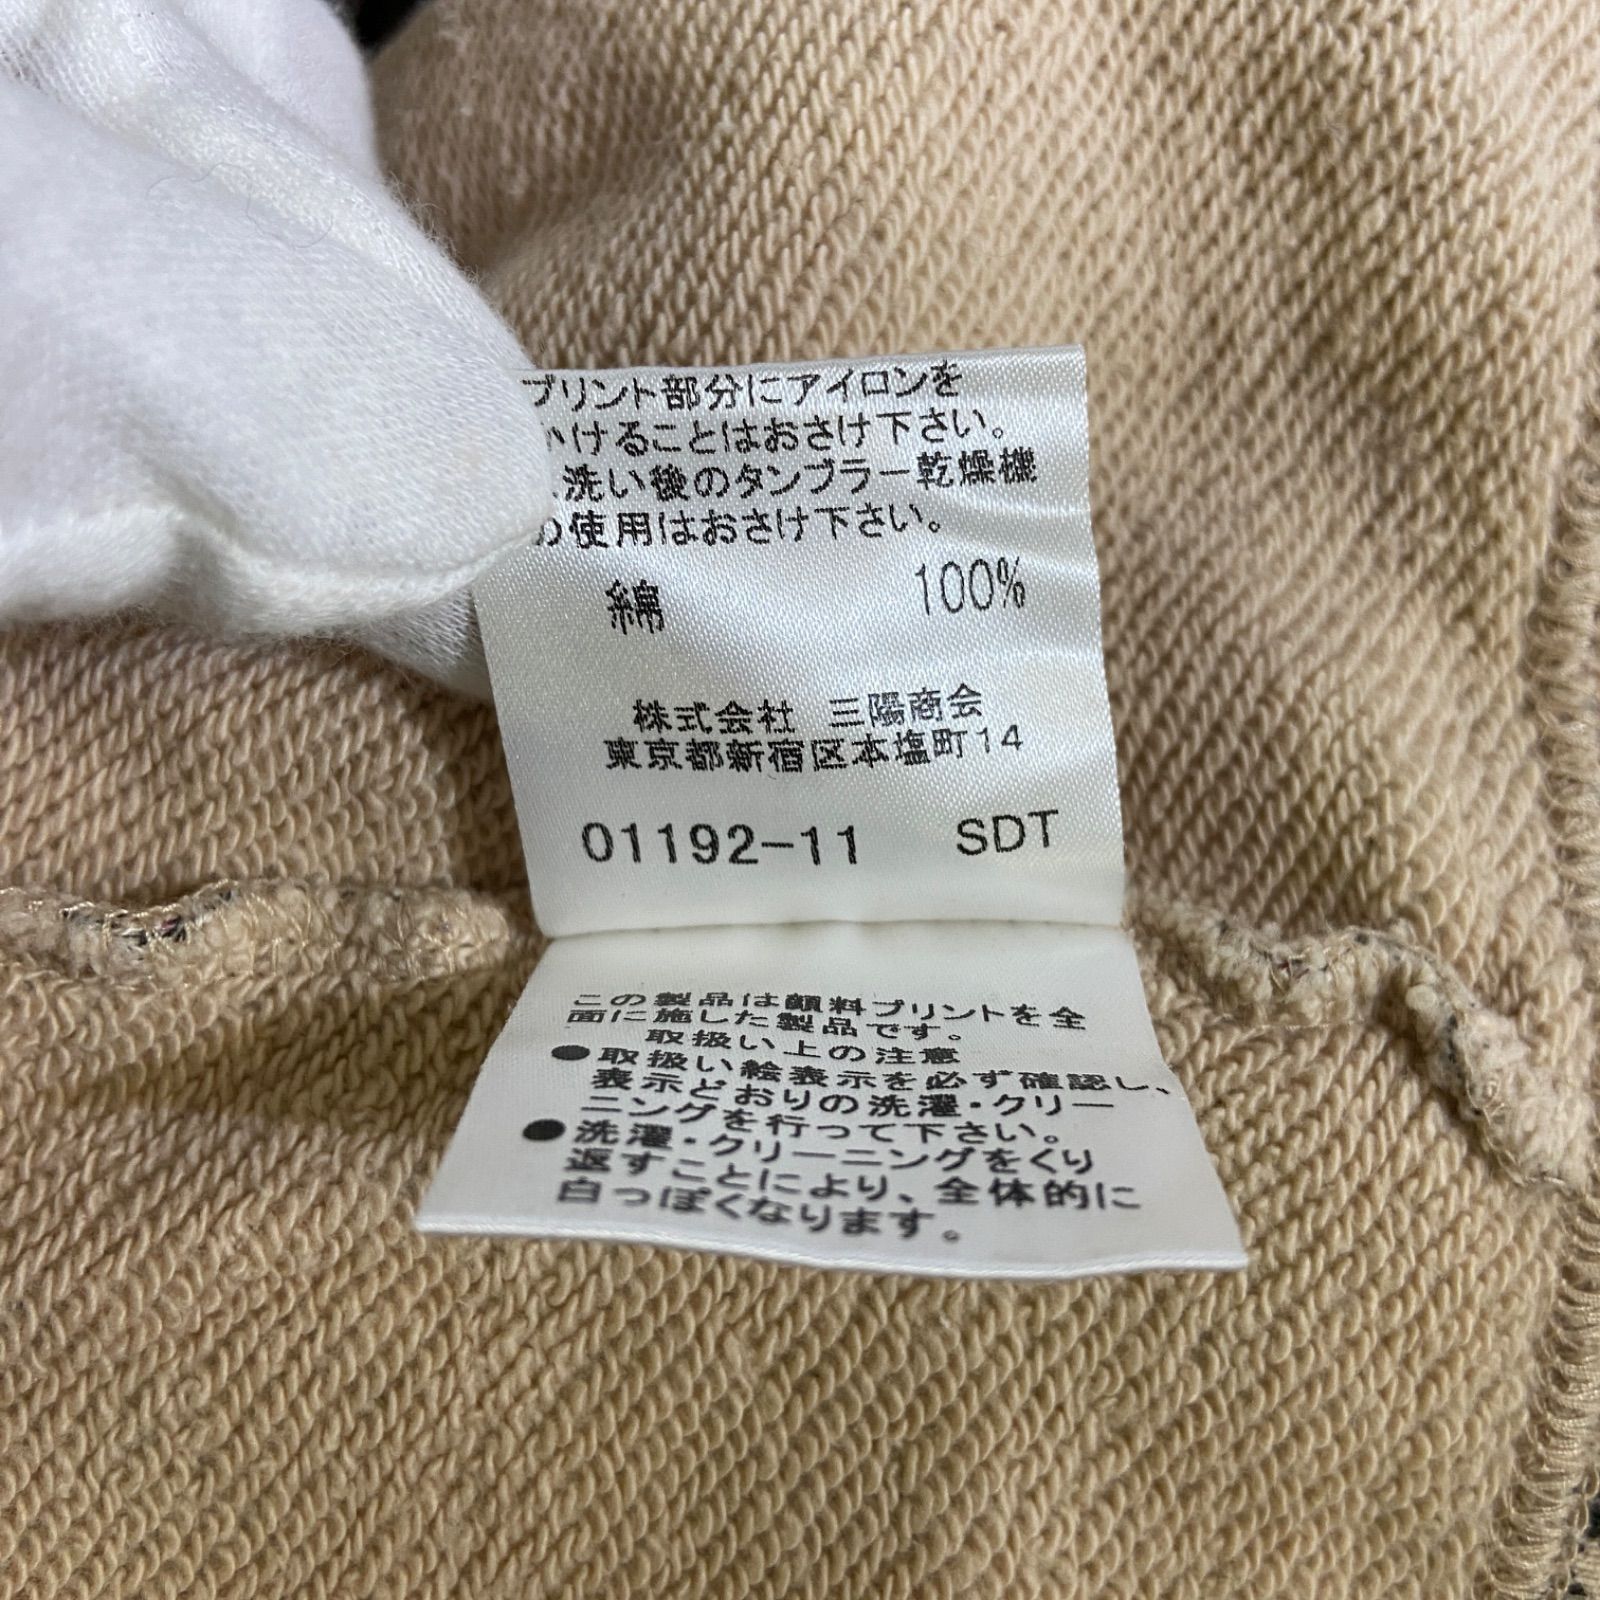 プリント部分にアイロンを
かけることはおさけ下さい。
洗い後のタンブラー乾燥機
の使用はおさけ下さい。
綿 100%
株式会社 三陽商会
東京都新宿区本塩町14
01192-11 SDT
この製品は顔料プリントを全
面に施した製品です。
取扱い上の注意
●取扱い絵表示を必ず確認し、
表示どおりの洗濯・クリー
ニングを行って下さい。
●洗濯・クリーニングをくり
返すことにより、全体的に
白っぽくなります。